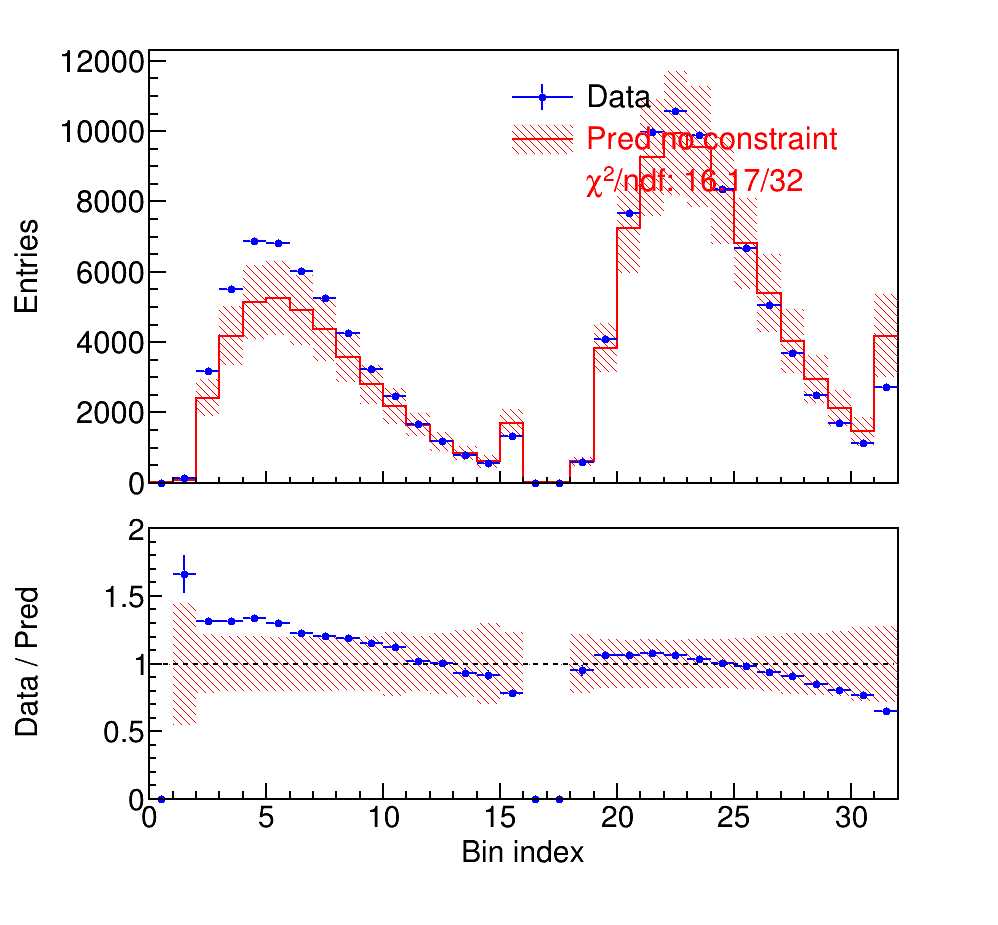 12000
10000
8000
6000
4000
2000
0
Entries
Data
Pred no constraint
χ²/ndf: 16.17/32
2
1.5
1
0.5
0
Data / Pred
0 5 10 15 20 25 30
Bin index